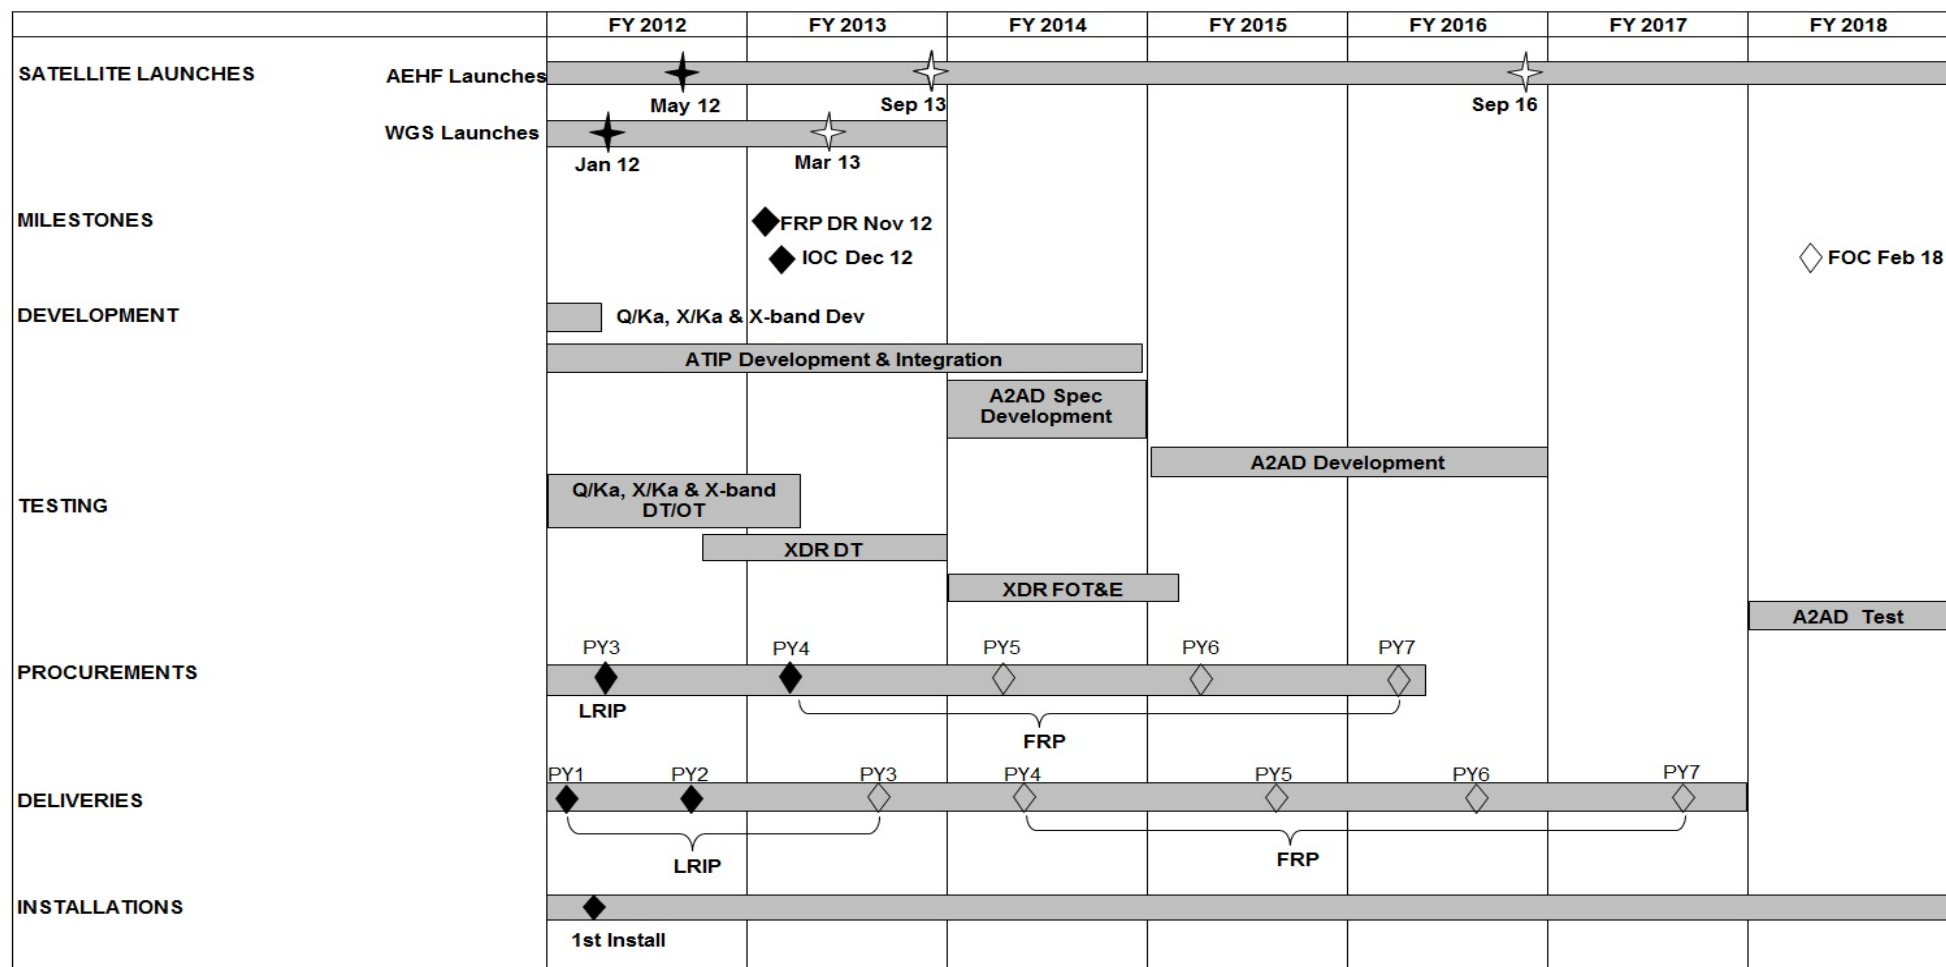 FY 2012 FY 2013 FY 2014 FY 2015 FY 2016 FY 2017 FY 2018
SATELLITE LAUNCHES AEHF Launches
May 12 Sep 13 Sep 16
WGS Launches
Jan 12 Mar 13
MILESTONES FRP DR Nov 12
IOC Dec 12 FOC Feb 18
DEVELOPMENT Q/Ka, X/Ka & X-band Dev
ATIP Development & Integration
A2AD Spec
Development
A2AD Development
TESTING
Q/Ka, X/Ka & X-band
DT/OT
XDR DT
XDR FOT&E
A2AD Test
PY3 PY4 PY5 PY6 PY7
PROCUREMENTS
LRIP
FRP
PY1 PY2 PY3 PY4 PY5 PY6 PY7
DELIVERIES
LRIP FRP
INSTALLATIONS
1st Install